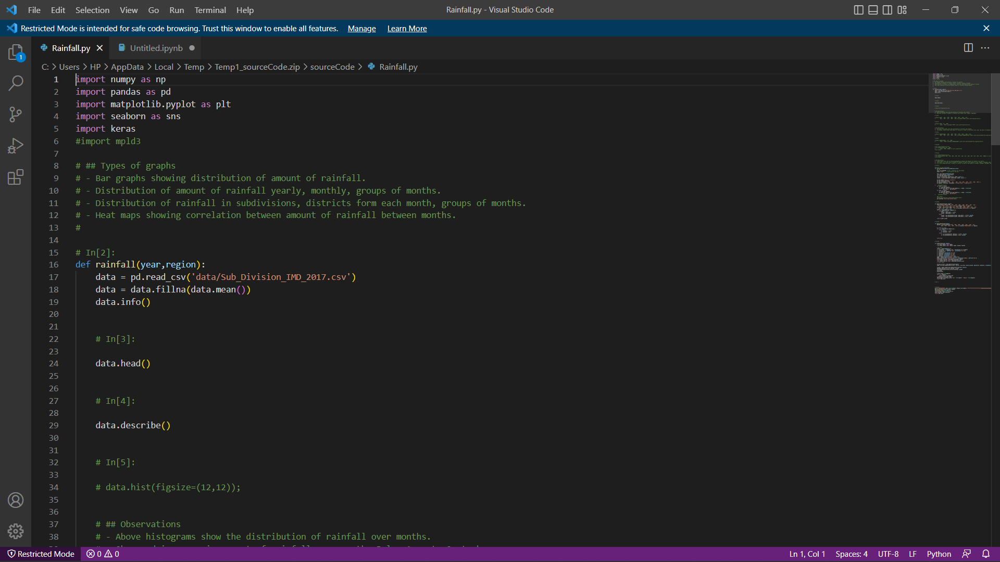 File Edit Selection View Go Run Terminal Help
Rainfall.py - Visual Studio Code
Restricted Mode is intended for safe code browsing. Trust this window to enable all features. Manage Learn More
1
Rainfall.py Untitled.ipynb
C: > Users > HP > AppData > Local > Temp > Temp1_sourceCode.zip > sourceCode > Rainfall.py
1 import numpy as np
2 import pandas as pd
3 import matplotlib.pyplot as plt
4 import seaborn as sns
5 import keras
6 #import mpld3
7
8 # ## Types of graphs
9 # - Bar graphs showing distribution of amount of rainfall.
10 # - Distribution of amount of rainfall yearly, monthly, groups of months.
11 # - Distribution of rainfall in subdivisions, districts form each month, groups of months.
12 # - Heat maps showing correlation between amount of rainfall between months.
13 #
14
15 # In[2]:
16 def rainfall(year,region):
17     data = pd.read_csv('data/Sub_Division_IMD_2017.csv')
18     data = data.fillna(data.mean())
19     data.info()
20
21
22     # In[3]:
23
24     data.head()
25
26
27     # In[4]:
28
29     data.describe()
30
31
32     # In[5]:
33
34     # data.hist(figsize=(12,12));
35
36
37     # ## Observations
38     # - Above histograms show the distribution of rainfall over months.
Restricted Mode 0 0
Ln 1, Col 1 Spaces: 4 UTF-8 LF Python